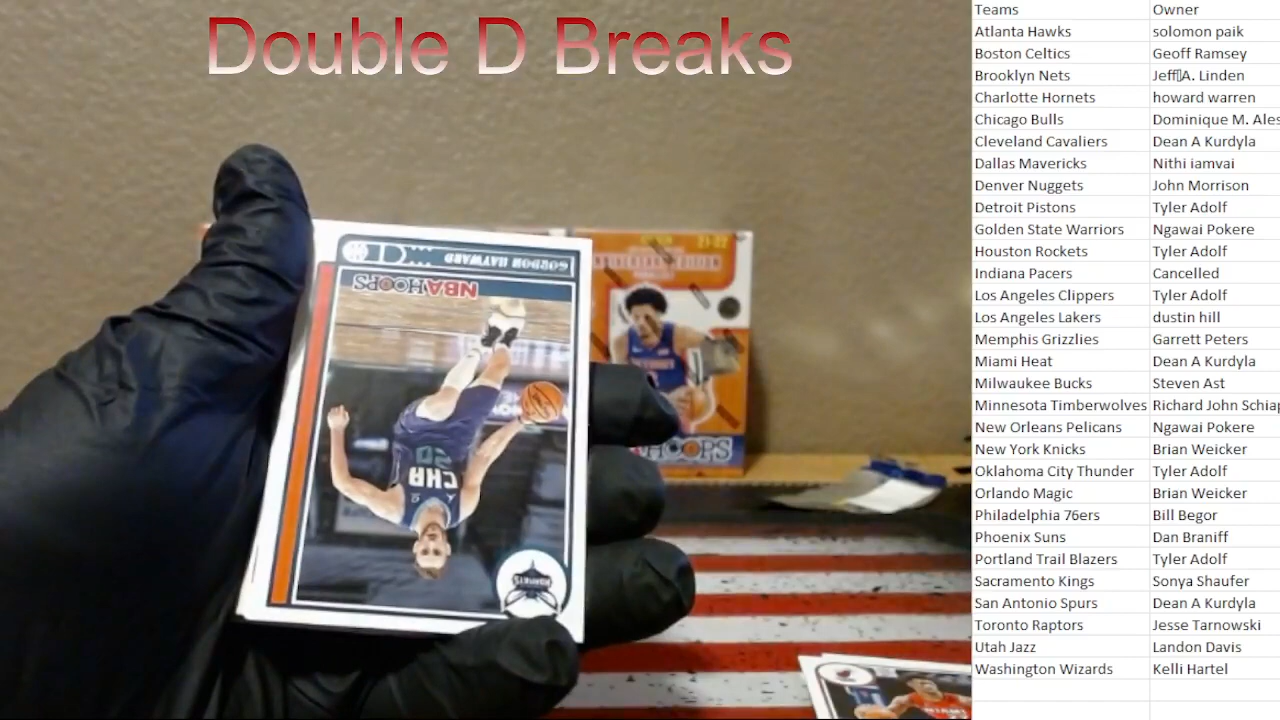 Double D Breaks
GORDON HAYWARD
NBA HOOPS
CHA
20
HORNETS
21-22
HOOPS
Teams Owner
Atlanta Hawks solomon paik
Boston Celtics Geoff Ramsey
Brooklyn Nets Jeff A. Linden
Charlotte Hornets howard warren
Chicago Bulls Dominique M. Ales
Cleveland Cavaliers Dean A Kurdyla
Dallas Mavericks Nithi iamvai
Denver Nuggets John Morrison
Detroit Pistons Tyler Adolf
Golden State Warriors Ngawai Pokere
Houston Rockets Tyler Adolf
Indiana Pacers Cancelled
Los Angeles Clippers Tyler Adolf
Los Angeles Lakers dustin hill
Memphis Grizzlies Garrett Peters
Miami Heat Dean A Kurdyla
Milwaukee Bucks Steven Ast
Minnesota Timberwolves Richard John Schiap
New Orleans Pelicans Ngawai Pokere
New York Knicks Brian Weicker
Oklahoma City Thunder Tyler Adolf
Orlando Magic Brian Weicker
Philadelphia 76ers Bill Begor
Phoenix Suns Dan Braniff
Portland Trail Blazers Tyler Adolf
Sacramento Kings Sonya Shaufer
San Antonio Spurs Dean A Kurdyla
Toronto Raptors Jesse Tarnowski
Utah Jazz Landon Davis
Washington Wizards Kelli Hartel